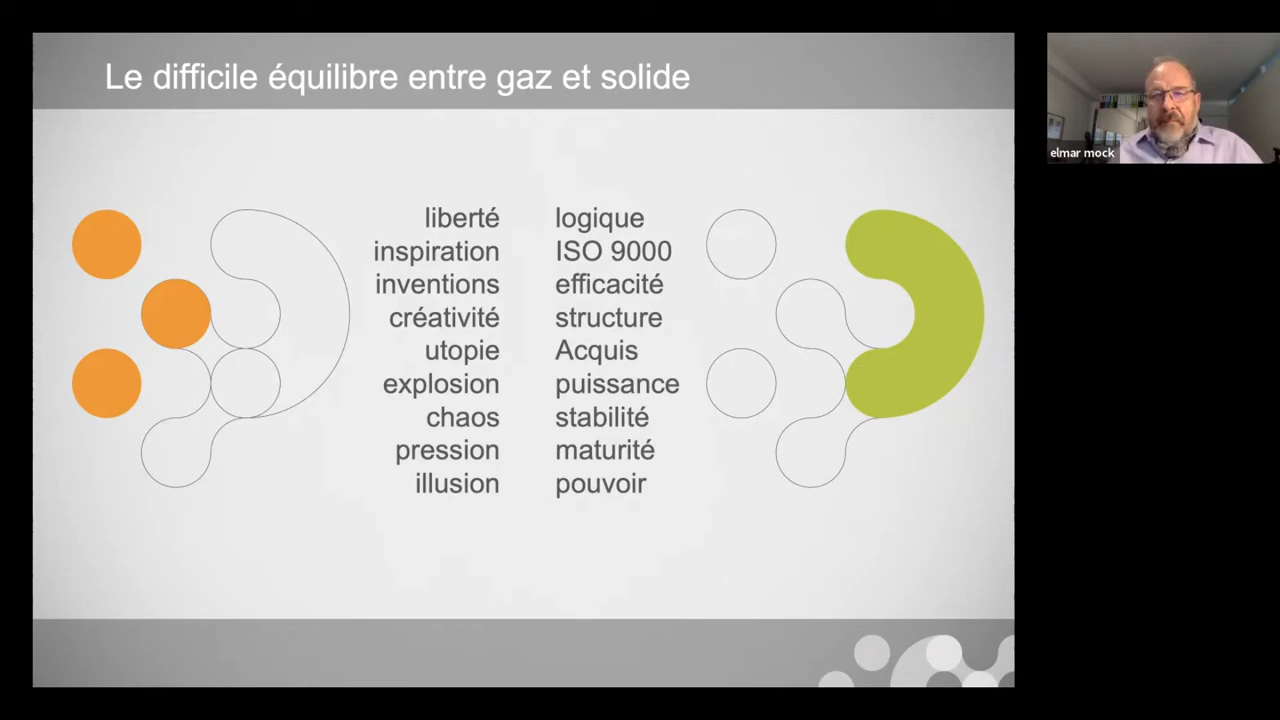 Le difficile équilibre entre gaz et solide
elmar mock
liberté logique
inspiration ISO 9000
inventions efficacité
créativité structure
utopie Acquis
explosion puissance
chaos stabilité
pression maturité
illusion pouvoir